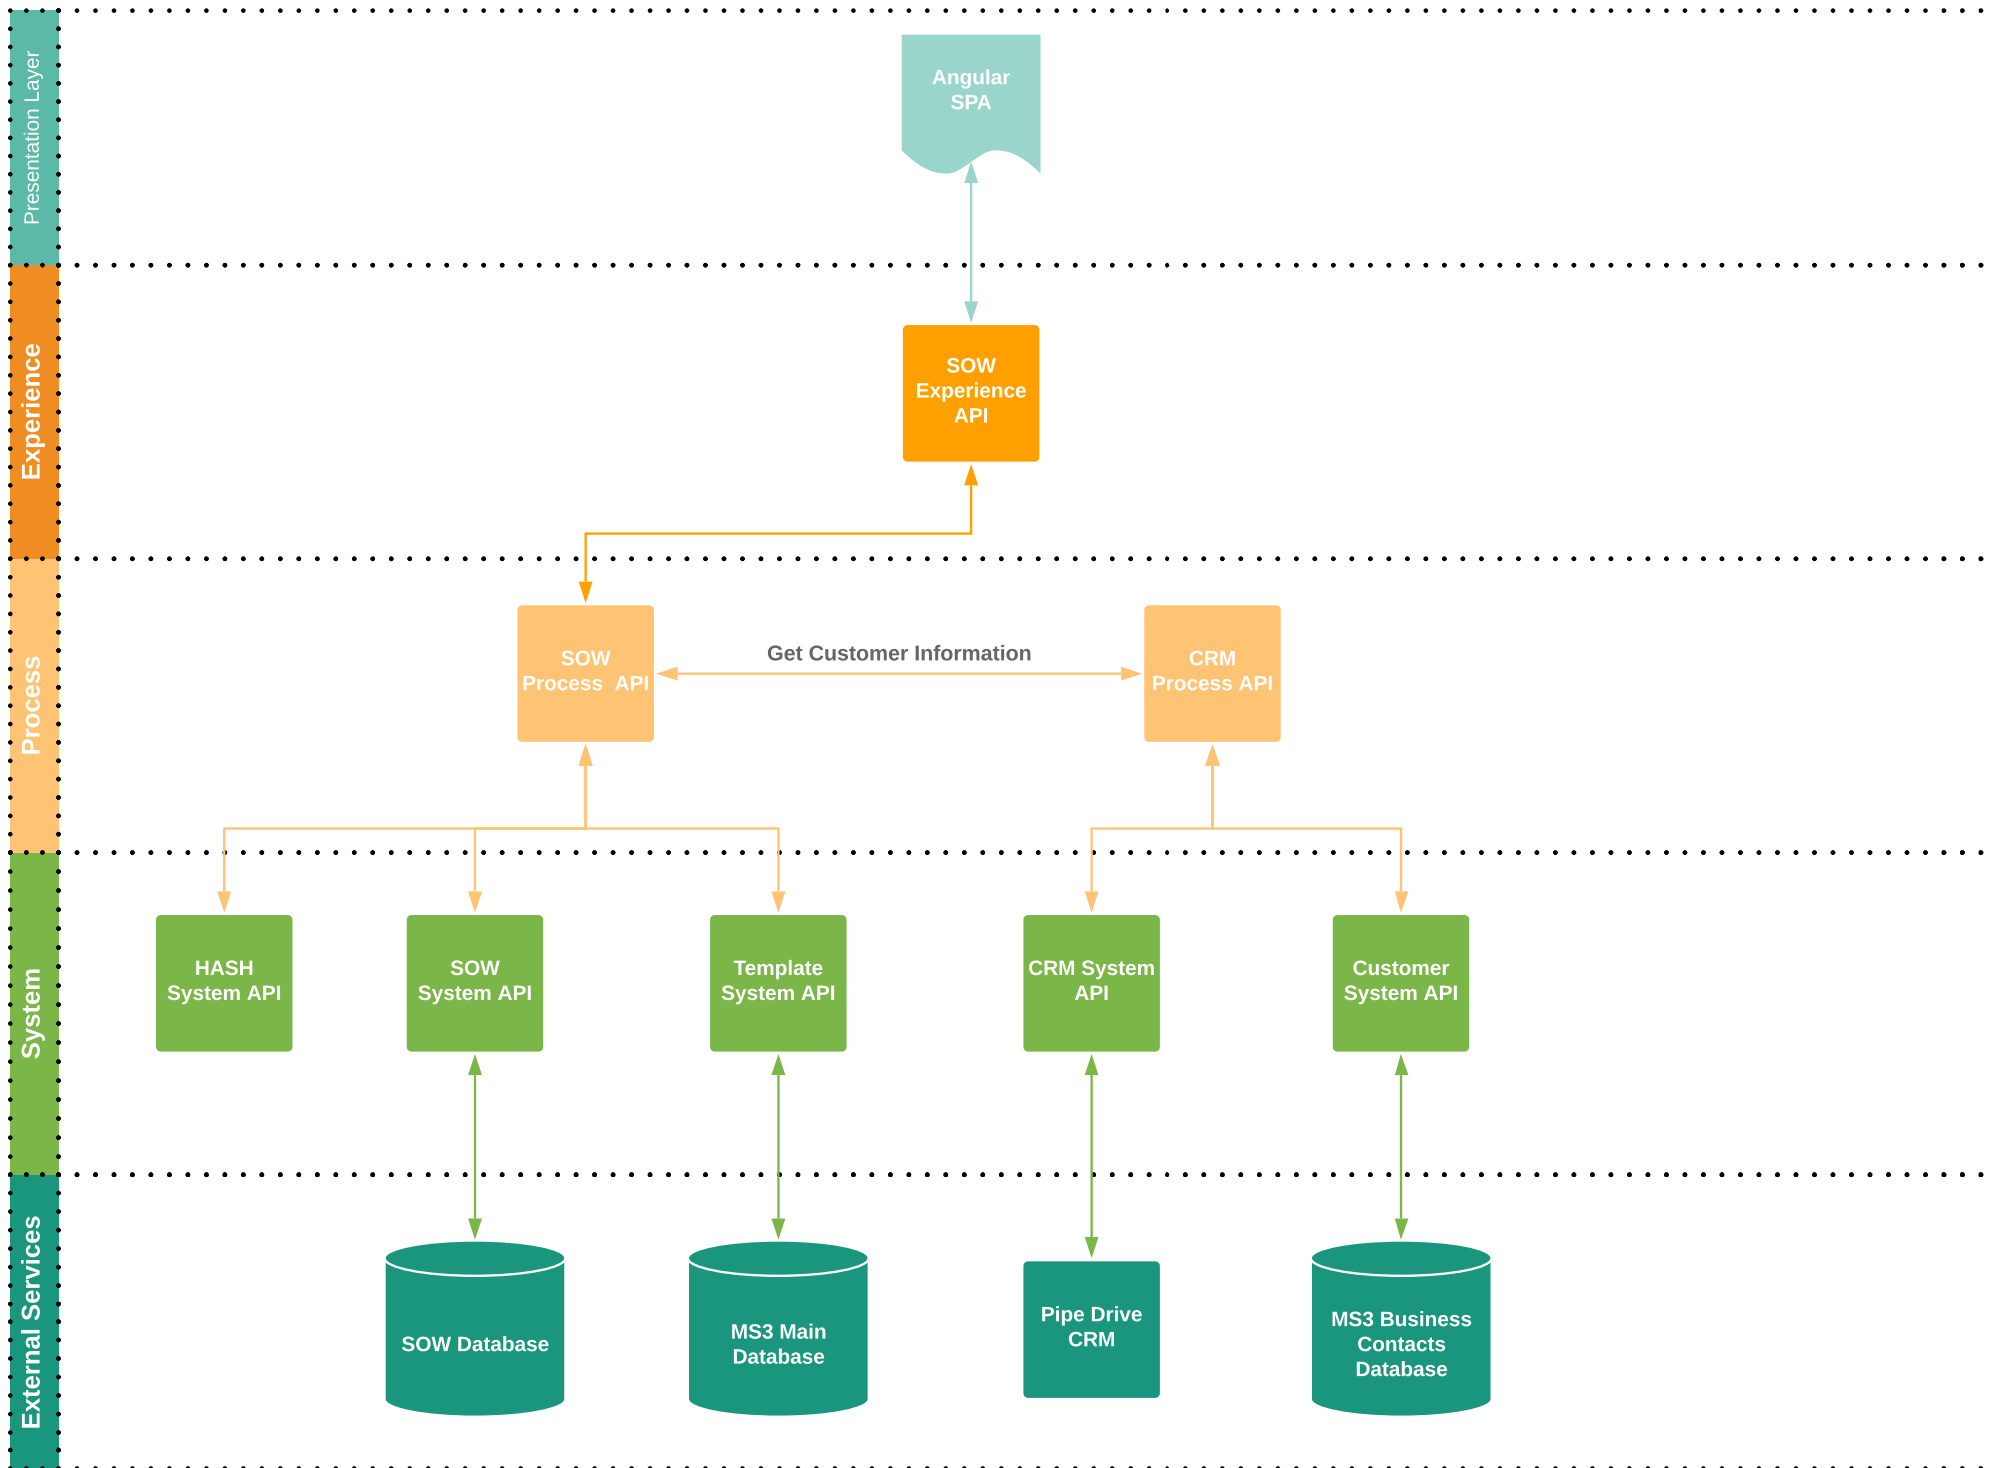 Presentation Layer
Angular
SPA
Experience
SOW
Experience
API
Process
SOW
Process  API
Get Customer Information
CRM
Process API
System
HASH
System API
SOW
System API
Template
System API
CRM System
API
Customer
System API
External Services
SOW Database
MS3 Main
Database
Pipe Drive
CRM
MS3 Business
Contacts
Database